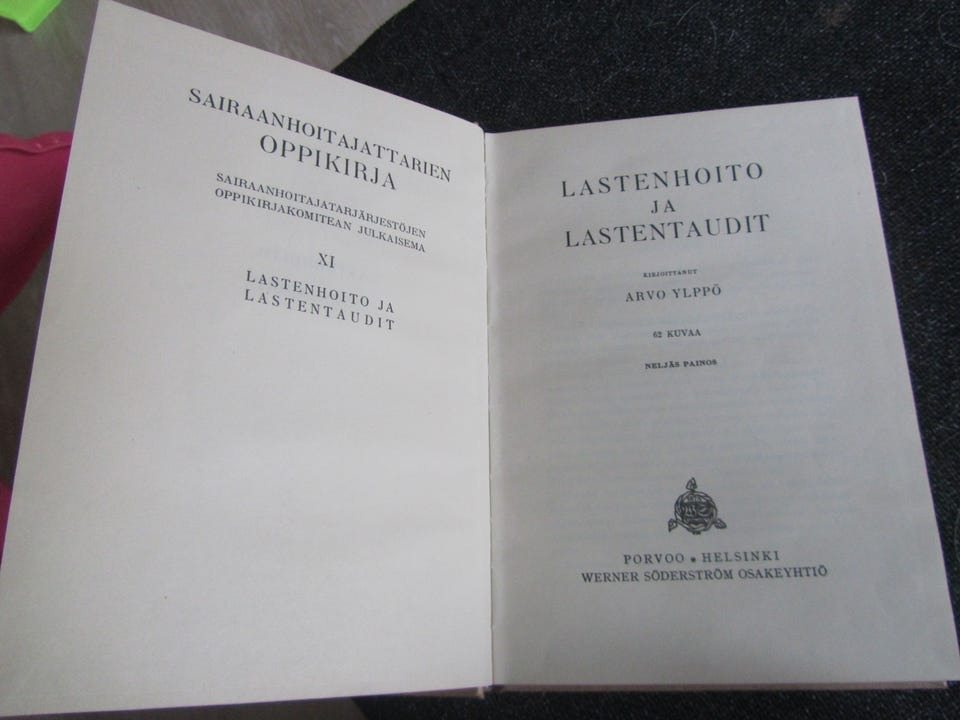 SAIRAANHOITAJATTARIEN
OPPIKIRJA
SAIRAANHOITAJATARJÄRJESTÖJEN
OPPIKIRJAKOMITEAN JULKAISEMA
XI
LASTENHOITO JA
LASTENTAUDIT
LASTENHOITO
JA
LASTENTAUDIT
KIRJOITTANUT
ARVO YLPPÖ
62 KUVAA
NELJÄS PAINOS
PORVOO • HELSINKI
WERNER SÖDERSTRÖM OSAKEYHTIÖ